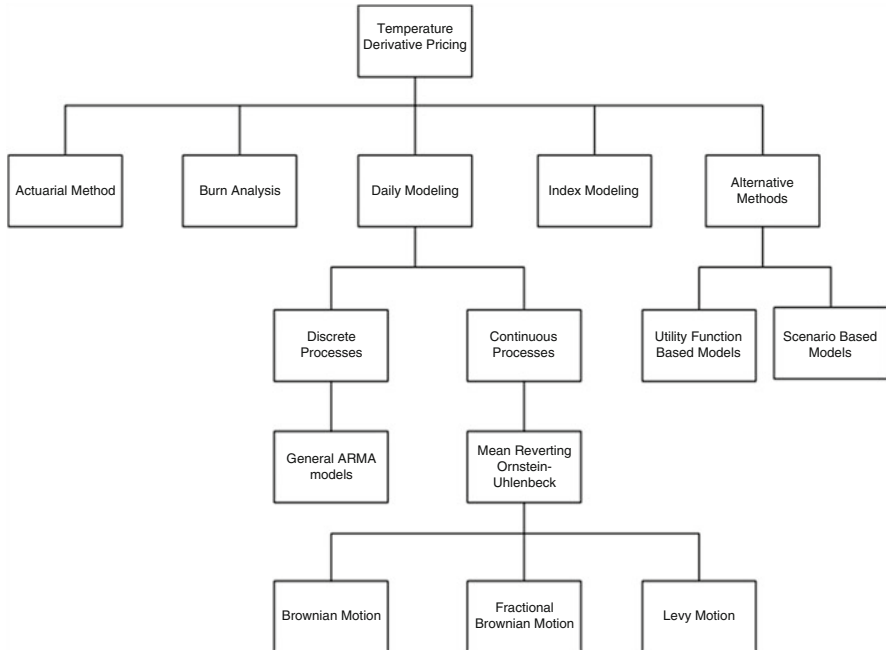 Temperature
Derivative Pricing
Actuarial Method
Burn Analysis
Daily Modeling
Index Modeling
Alternative
Methods
Discrete
Processes
Continuous
Processes
Utility Function
Based Models
Scenario Based
Models
General ARMA
models
Mean Reverting
Ornstein-
Uhlenbeck
Brownian Motion
Fractional
Brownian Motion
Levy Motion